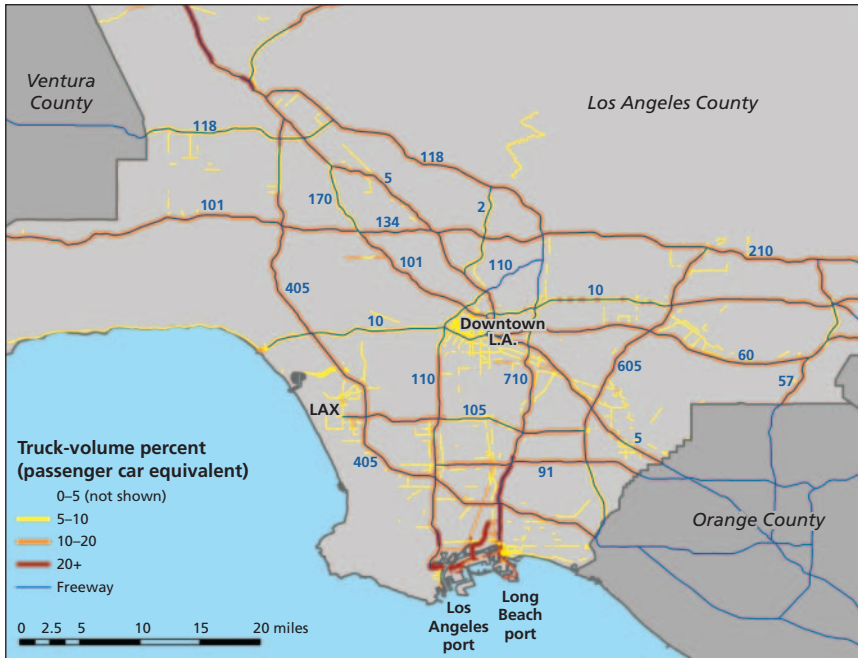 Ventura
County
Los Angeles County
118
118
5
170
2
101
134
210
101
110
405
10
10
Downtown
L.A.
60
605
110
710
57
LAX
105
5
405
91
Truck-volume percent
(passenger car equivalent)
0–5 (not shown)
5–10
10–20
20+
Freeway
Orange County
Los
Angeles
port
Long
Beach
port
0 2.5 5 10 15 20 miles